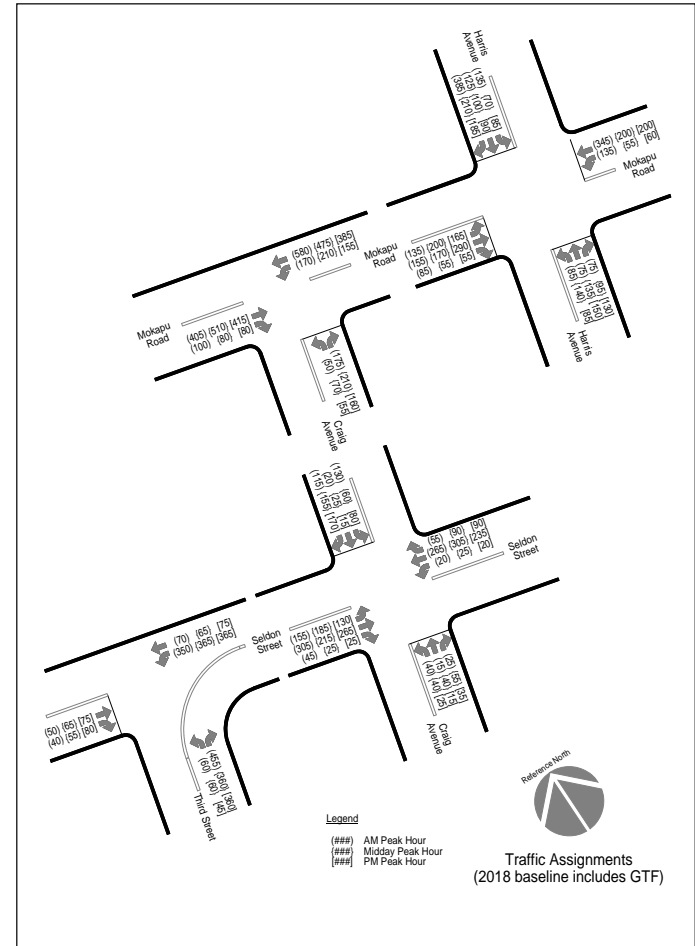 Harris
Avenue
(135) {70} [85]
(125) {100} [90]
(385) {210} [185]
(345) {200} [200]
(135) {55} [60]
Mokapu
Road
(580) {475} [385]
(170) {210} [155]
Mokapu
Road
(135) {200} [165]
(155) {170} [290]
(85) {55} [55]
(75) {95} [130]
(75) {135} [150]
(85) {140} [85]
Harris
Avenue
Mokapu
Road
(405) {510} [415]
(100) {80} [80]
(175) {210} [160]
(50) {70} [55]
Craig
Avenue
(130) {60} [80]
(20) {25} [15]
(115) {155} [170]
(55) {90} [90]
(265) {305} [235]
(20) {25} [20]
Seldon
Street
(70) {65} [75]
(350) {365} [365]
Seldon
Street
(155) {185} [130]
(305) {215} [265]
(45) {25} [25]
(25) {55} [35]
(15) {40} [15]
(40) {40} [25]
Craig
Avenue
(50) {65} [75]
(40) {55} [80]
(455) {360} [360]
(60) {60} [45]
Third Street
Reference North
Legend
(###) AM Peak Hour
{###} Midday Peak Hour
[###] PM Peak Hour
Traffic Assignments
(2018 baseline includes GTF)